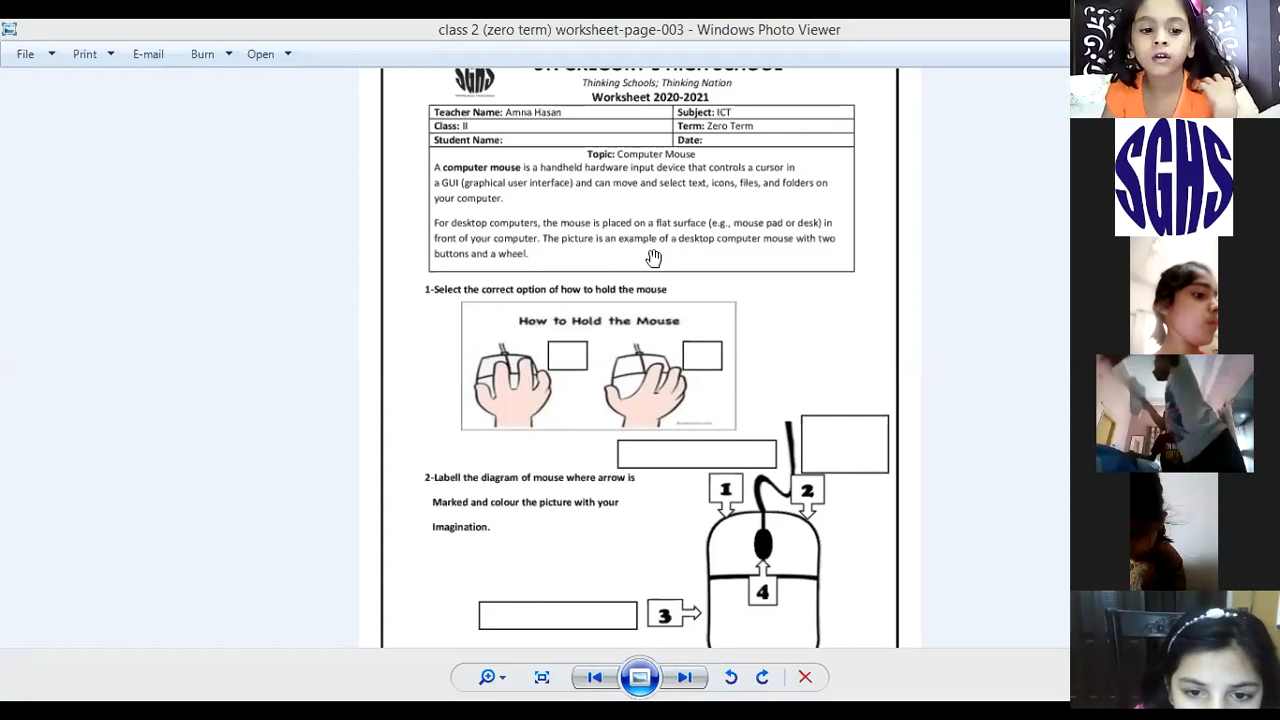 class 2 (zero term) worksheet-page-003 - Windows Photo Viewer
File Print E-mail Burn Open
SGHS
Thinking Schools; Thinking Nation
Worksheet 2020-2021
Teacher Name: Amna Hasan Subject: ICT
Class: II Term: Zero Term
Student Name: Date:
Topic: Computer Mouse
A computer mouse is a handheld hardware input device that controls a cursor in
a GUI (graphical user interface) and can move and select text, icons, files, and folders on
your computer.
For desktop computers, the mouse is placed on a flat surface (e.g., mouse pad or desk) in
front of your computer. The picture is an example of a desktop computer mouse with two
buttons and a wheel.
1-Select the correct option of how to hold the mouse
How to Hold the Mouse
2-Labell the diagram of mouse where arrow is
Marked and colour the picture with your
Imagination.
1
2
4
3
SGHS